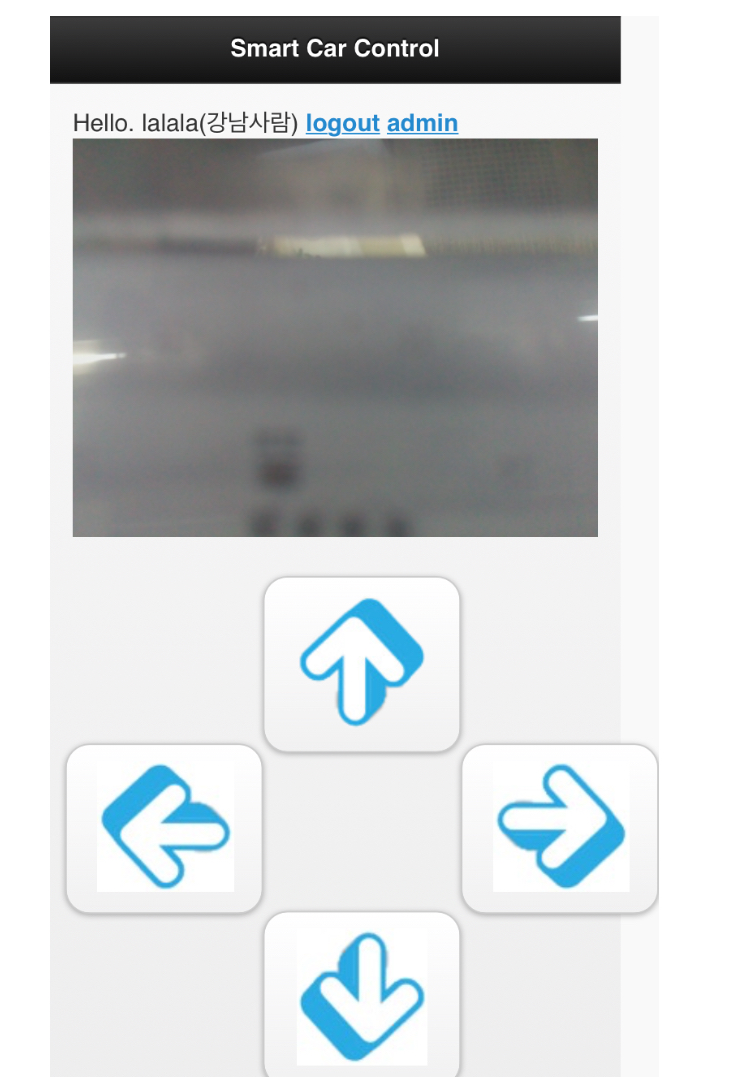 Smart Car Control
Hello. lalala(강남사람) logout admin